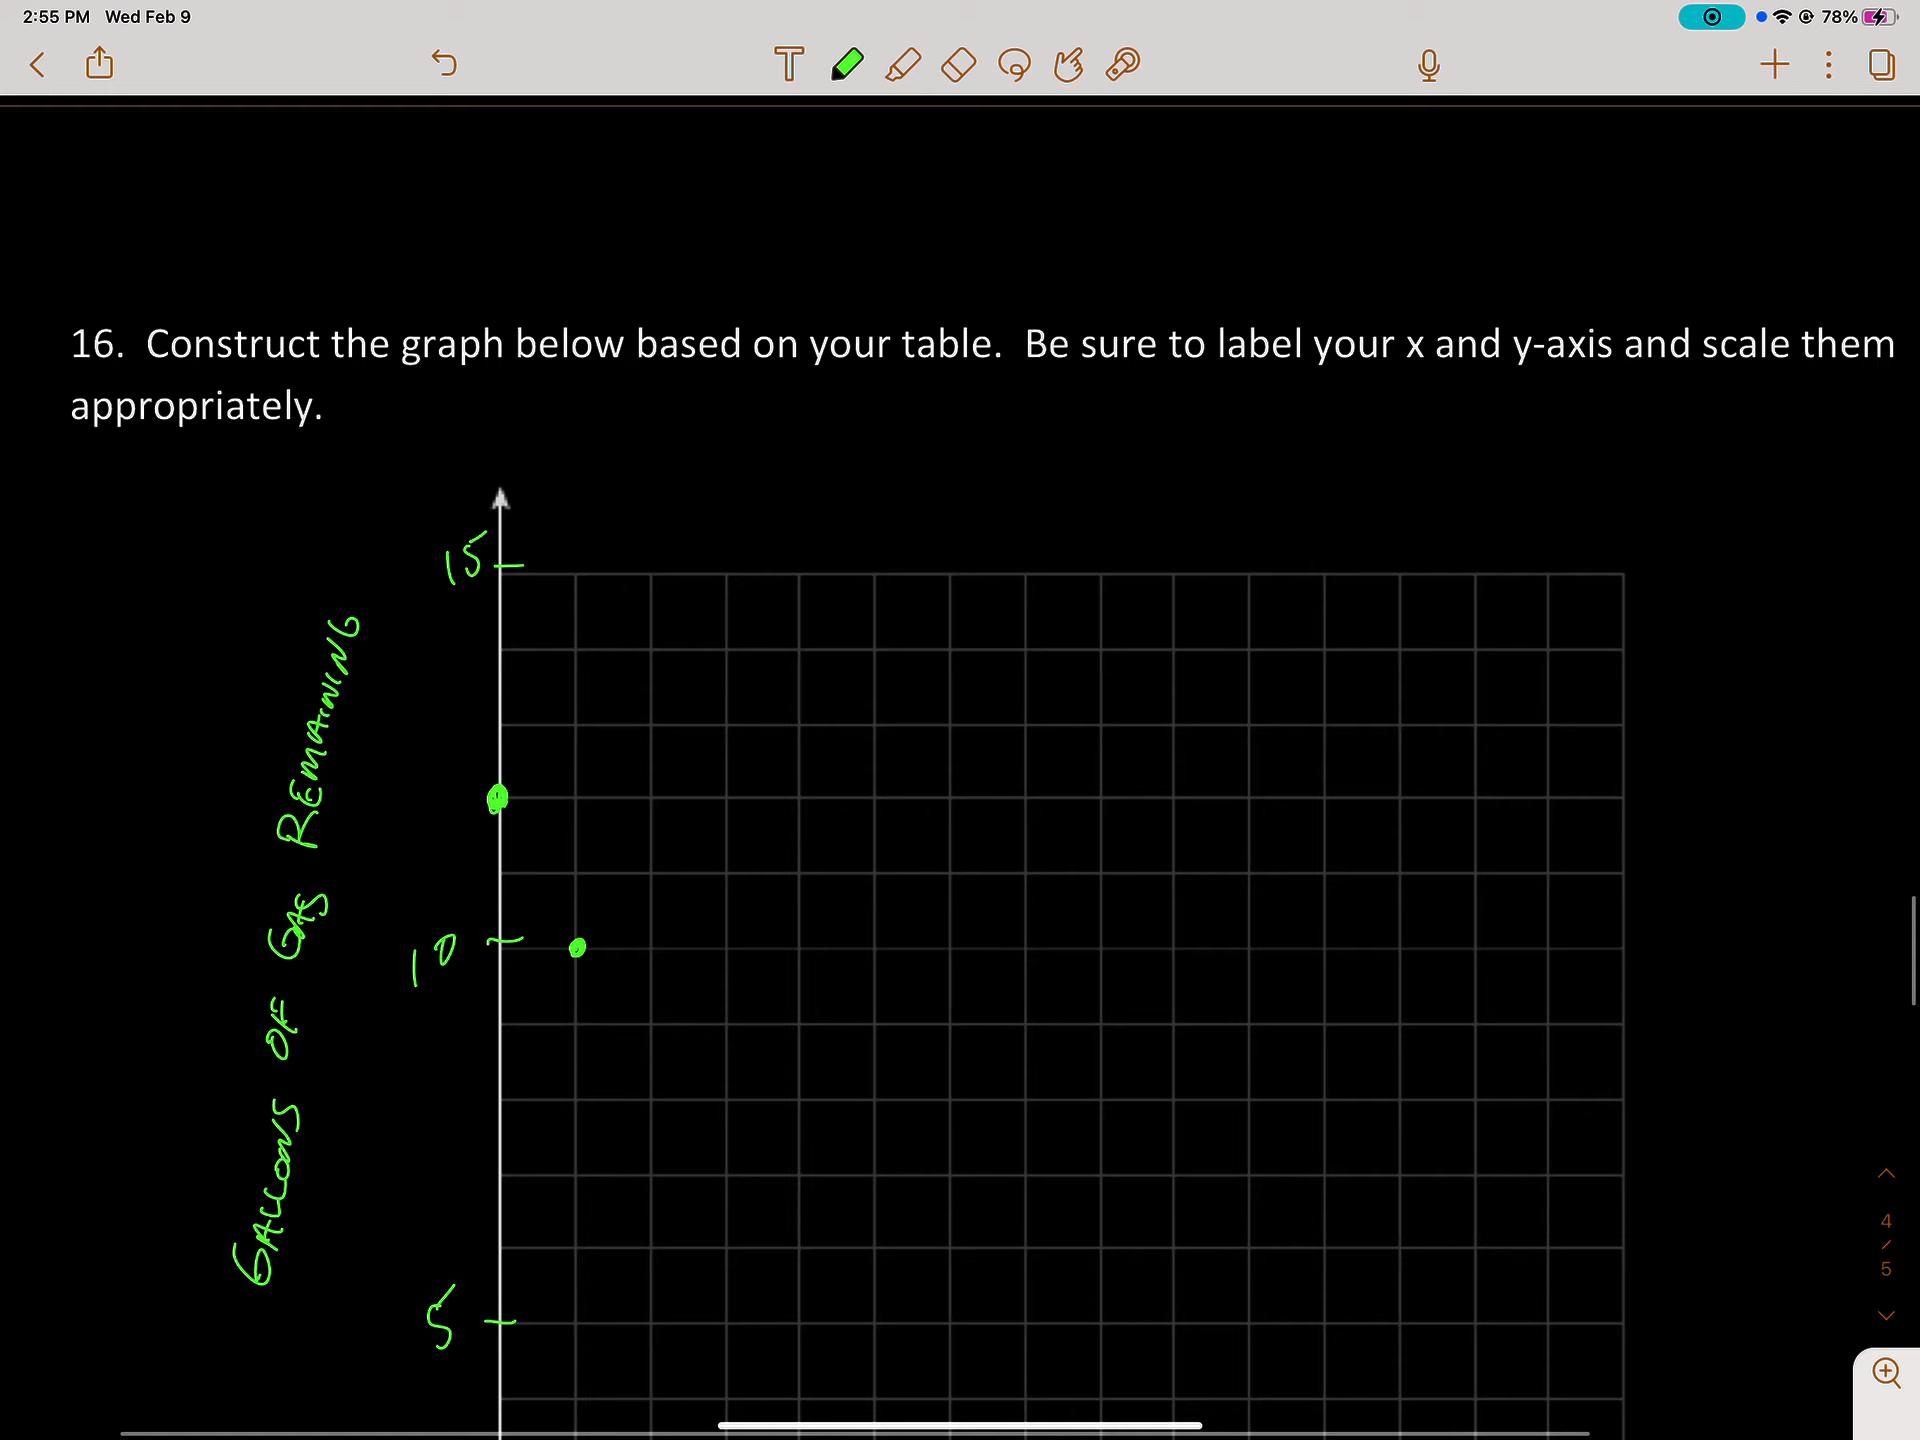 2:55 PM Wed Feb 9
78%
16. Construct the graph below based on your table. Be sure to label your x and y-axis and scale them
appropriately.
15
GALLONS OF GAS REMAINING
10
5
4
/
5